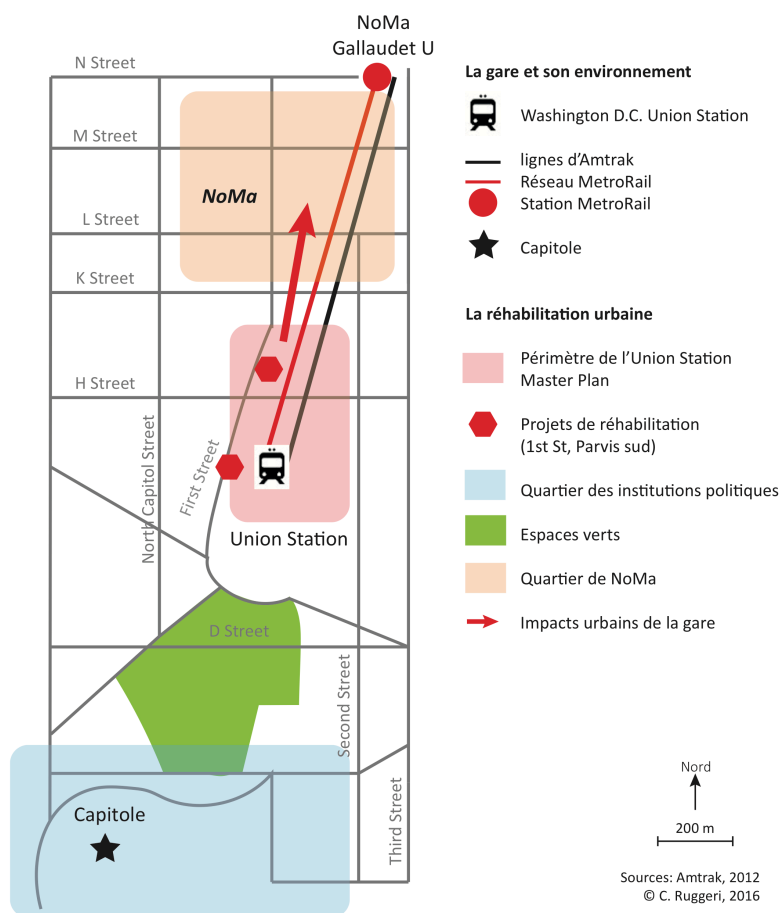 NoMa
Gallaudet U
N Street
M Street
NoMa
L Street
K Street
H Street
North Capitol Street
First Street
Union Station
D Street
Second Street
Third Street
Capitole
La gare et son environnement
Washington D.C. Union Station
lignes d’Amtrak
Réseau MetroRail
Station MetroRail
Capitole
La réhabilitation urbaine
Périmètre de l’Union Station
Master Plan
Projets de réhabilitation
(1st St, Parvis sud)
Quartier des institutions politiques
Espaces verts
Quartier de NoMa
Impacts urbains de la gare
Nord
200 m
Sources: Amtrak, 2012
© C. Ruggeri, 2016